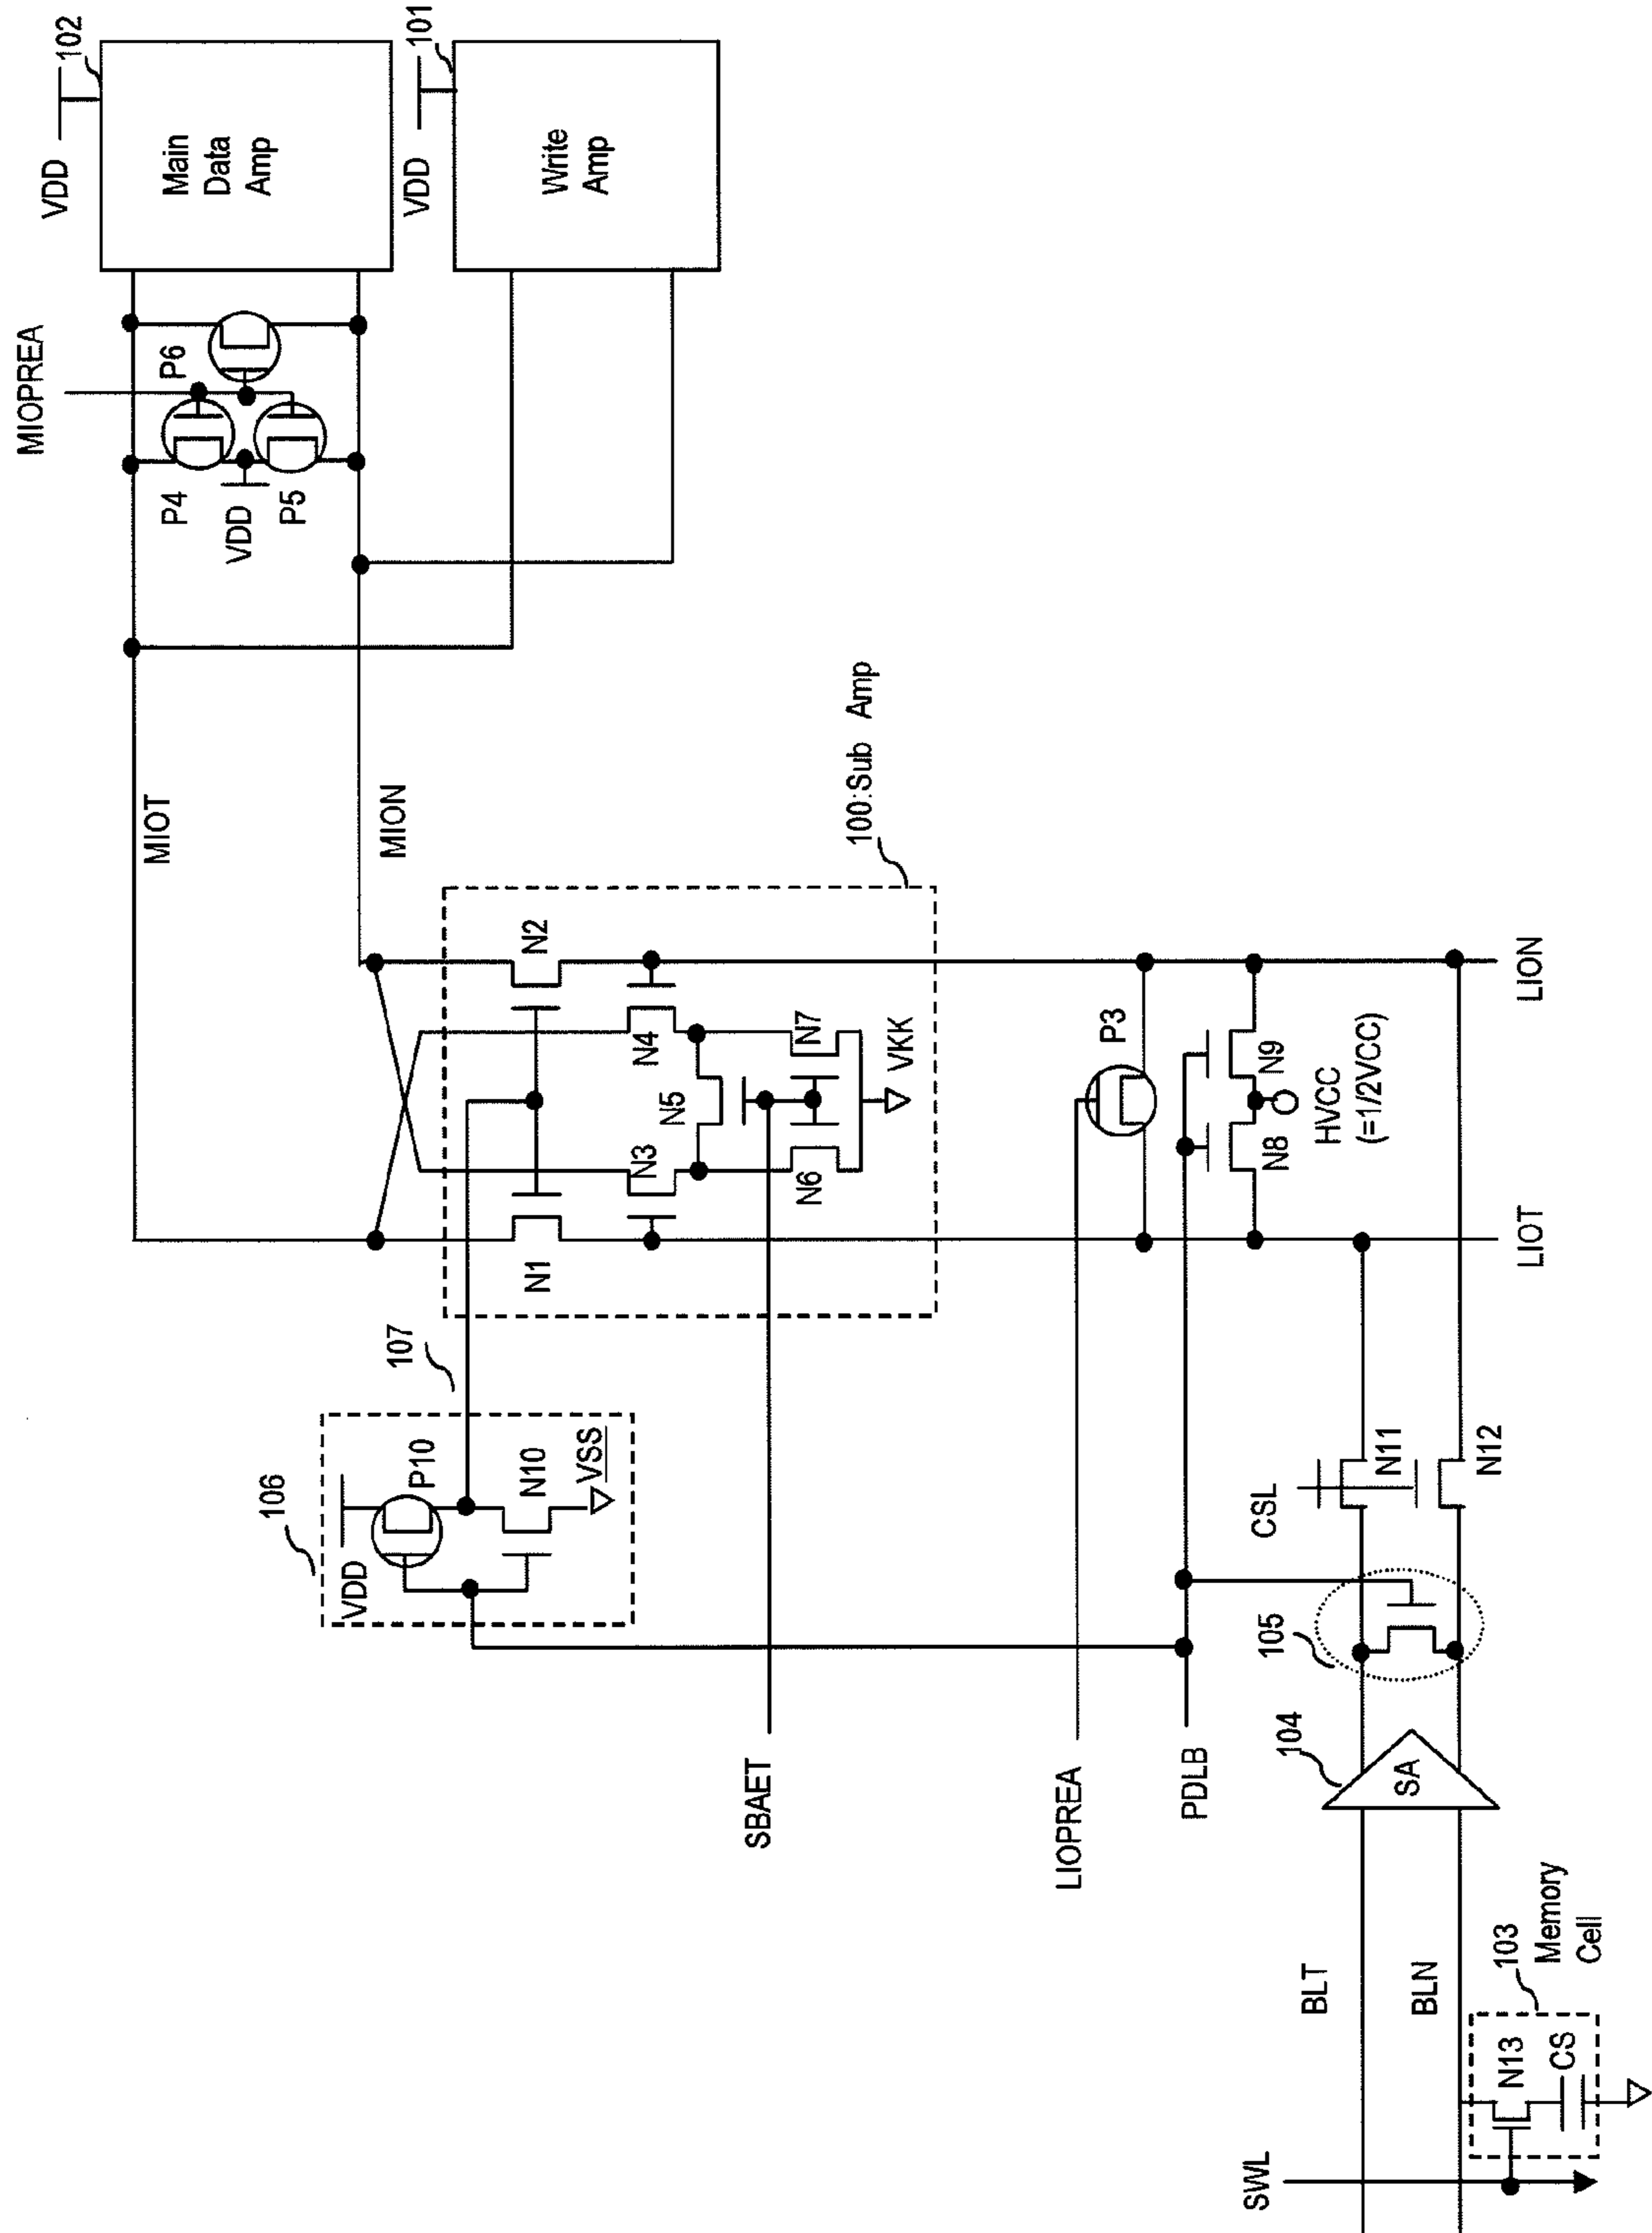 VDD
102
Main
Data
Amp
VDD
101
Write
Amp
MIOPREA
P6
P4
VDD
P5
MIOT
MION
100:Sub Amp
N2
N1
N4
N3
N5
N7
N6
VKK
107
106
VDD
P10
N10
VSS
SBAET
LIOPREA
PDLB
P3
N9
N8
HVCC
(=1/2VCC)
LION
LIOT
CSL
N11
N12
105
104
SA
BLT
BLN
103
Memory
Cell
N13
CS
SWL